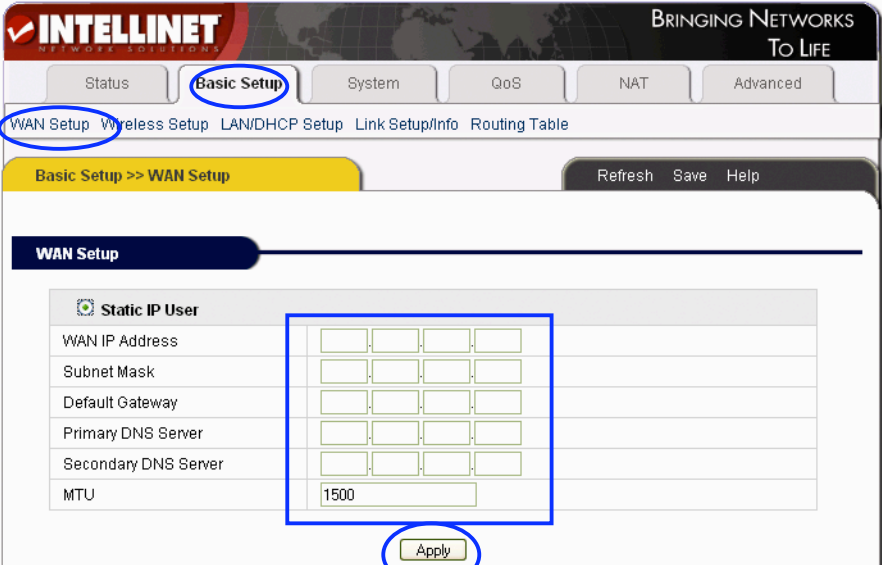 INTELLINET
NETWORK SOLUTIONS
BRINGING NETWORKS
TO LIFE
Status Basic Setup System QoS NAT Advanced
WAN Setup Wireless Setup LAN/DHCP Setup Link Setup/Info Routing Table
Basic Setup >> WAN Setup Refresh Save Help
WAN Setup
Static IP User
WAN IP Address . . .
Subnet Mask . . .
Default Gateway . . .
Primary DNS Server . . .
Secondary DNS Server . . .
MTU 1500
Apply